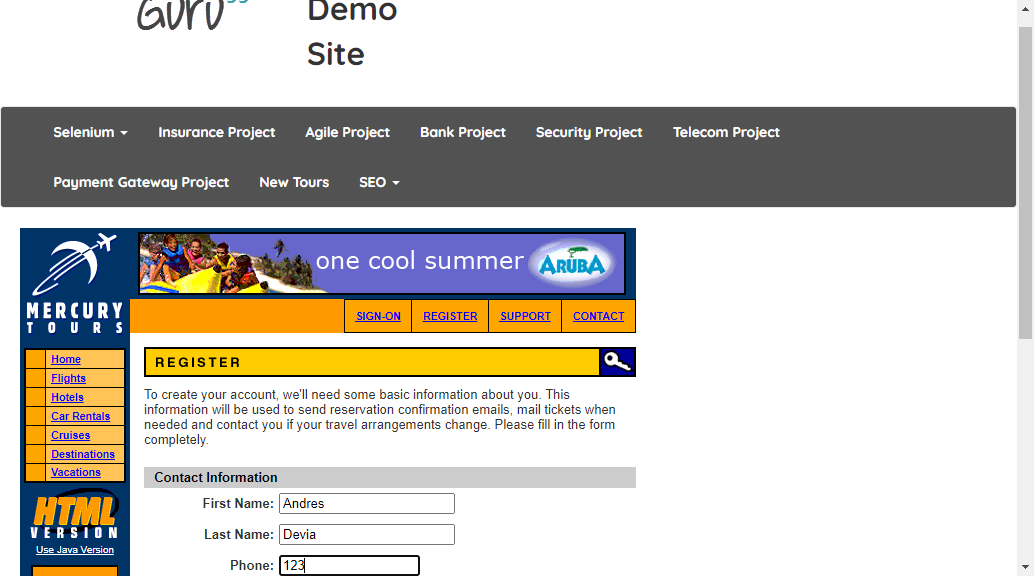 Guru99
Demo
Site
Selenium
Insurance Project
Agile Project
Bank Project
Security Project
Telecom Project
Payment Gateway Project
New Tours
SEO
MERCURY
TOURS
one cool summer
ARUBA
SIGN-ON
REGISTER
SUPPORT
CONTACT
Home
Flights
Hotels
Car Rentals
Cruises
Destinations
Vacations
HTML
VERSION
Use Java Version
REGISTER
To create your account, we'll need some basic information about you. This
information will be used to send reservation confirmation emails, mail tickets when
needed and contact you if your travel arrangements change. Please fill in the form
completely.
Contact Information
First Name: Andres
Last Name: Devia
Phone: 123